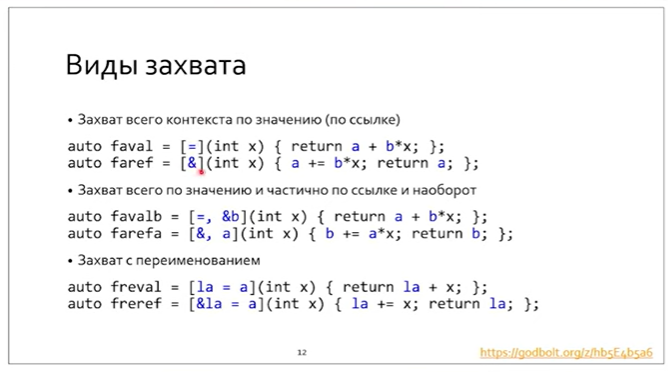 Виды захвата
• Захват всего контекста по значению (по ссылке)
auto faval = [=](int x) { return a + b*x; };
auto faref = [&](int x) { a += b*x; return a; };
• Захват всего по значению и частично по ссылке и наоборот
auto favalb = [=, &b](int x) { return a + b*x; };
auto farefa = [&, a](int x) { b += a*x; return b; };
• Захват с переименованием
auto freval = [la = a](int x) { return la + x; };
auto freref = [&la = a](int x) { la += x; return la; };
12
https://godbolt.org/z/hb5E4b5a6